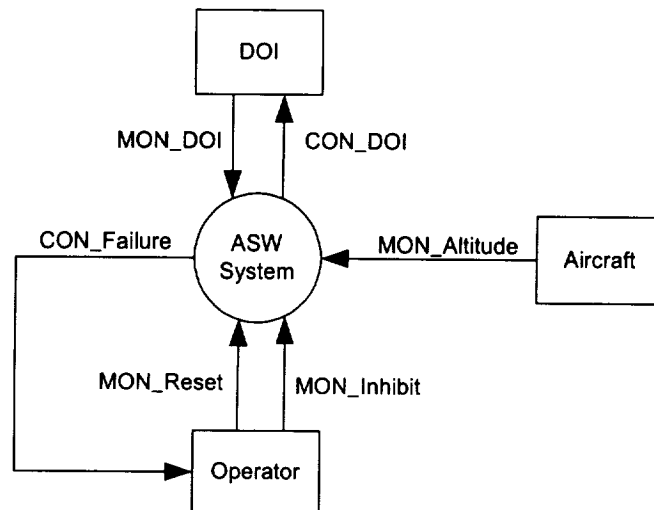 DOI
MON_DOI
CON_DOI
CON_Failure
ASW
System
MON_Altitude
Aircraft
MON_Reset
MON_Inhibit
Operator